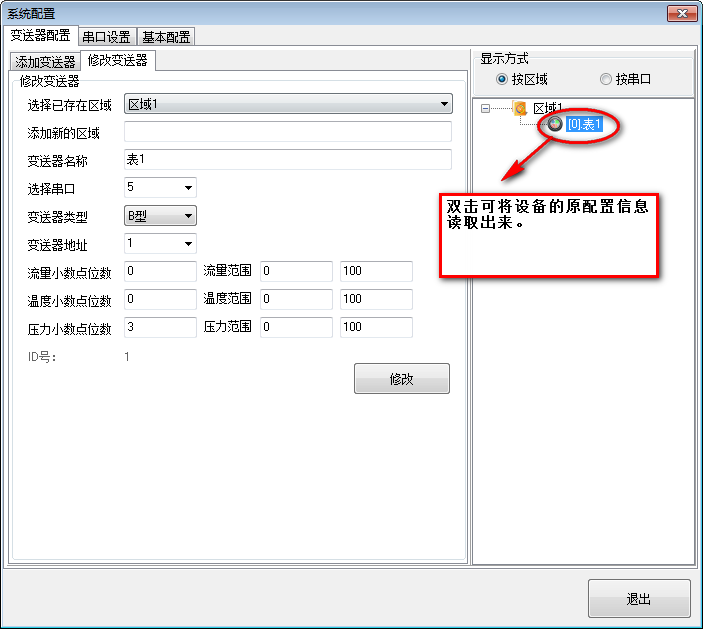 系统配置
变送器配置 串口设置 基本配置
添加变送器 修改变送器
修改变送器
选择已存在区域 区域1
添加新的区域
变送器名称 表1
选择串口 5
变送器类型 B型
变送器地址 1
流量小数点位数 0 流量范围 0 100
温度小数点位数 0 温度范围 0 100
压力小数点位数 3 压力范围 0 100
ID号: 1
修改
显示方式
按区域 按串口
区域1
[0].表1
双击可将设备的原配置信息
读取出来。
退出